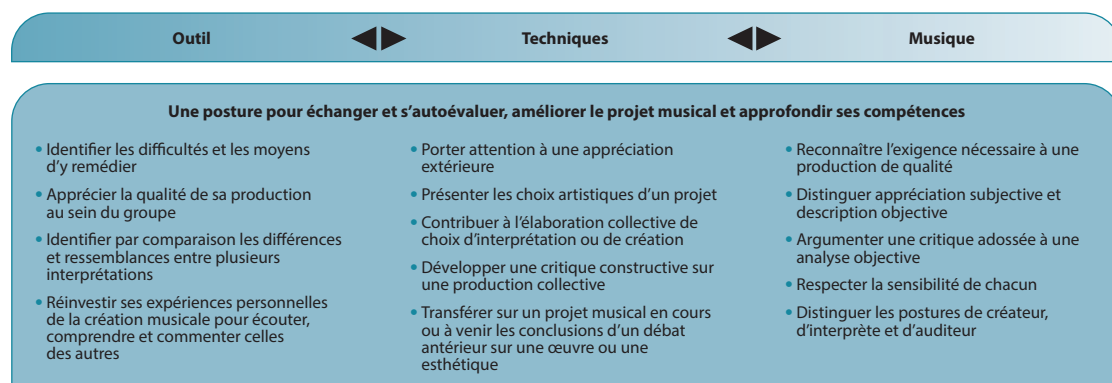 Outil
Techniques
Musique
Une posture pour échanger et s’autoévaluer, améliorer le projet musical et approfondir ses compétences
• Identifier les difficultés et les moyens
d’y remédier
• Apprécier la qualité de sa production
au sein du groupe
• Identifier par comparaison les différences
et ressemblances entre plusieurs
interprétations
• Réinvestir ses expériences personnelles
de la création musicale pour écouter,
comprendre et commenter celles
des autres
• Porter attention à une appréciation
extérieure
• Présenter les choix artistiques d’un projet
• Contribuer à l’élaboration collective de
choix d’interprétation ou de création
• Développer une critique constructive sur
une production collective
• Transférer sur un projet musical en cours
ou à venir les conclusions d’un débat
antérieur sur une œuvre ou une
esthétique
• Reconnaître l’exigence nécessaire à une
production de qualité
• Distinguer appréciation subjective et
description objective
• Argumenter une critique adossée à une
analyse objective
• Respecter la sensibilité de chacun
• Distinguer les postures de créateur,
d’interprète et d’auditeur